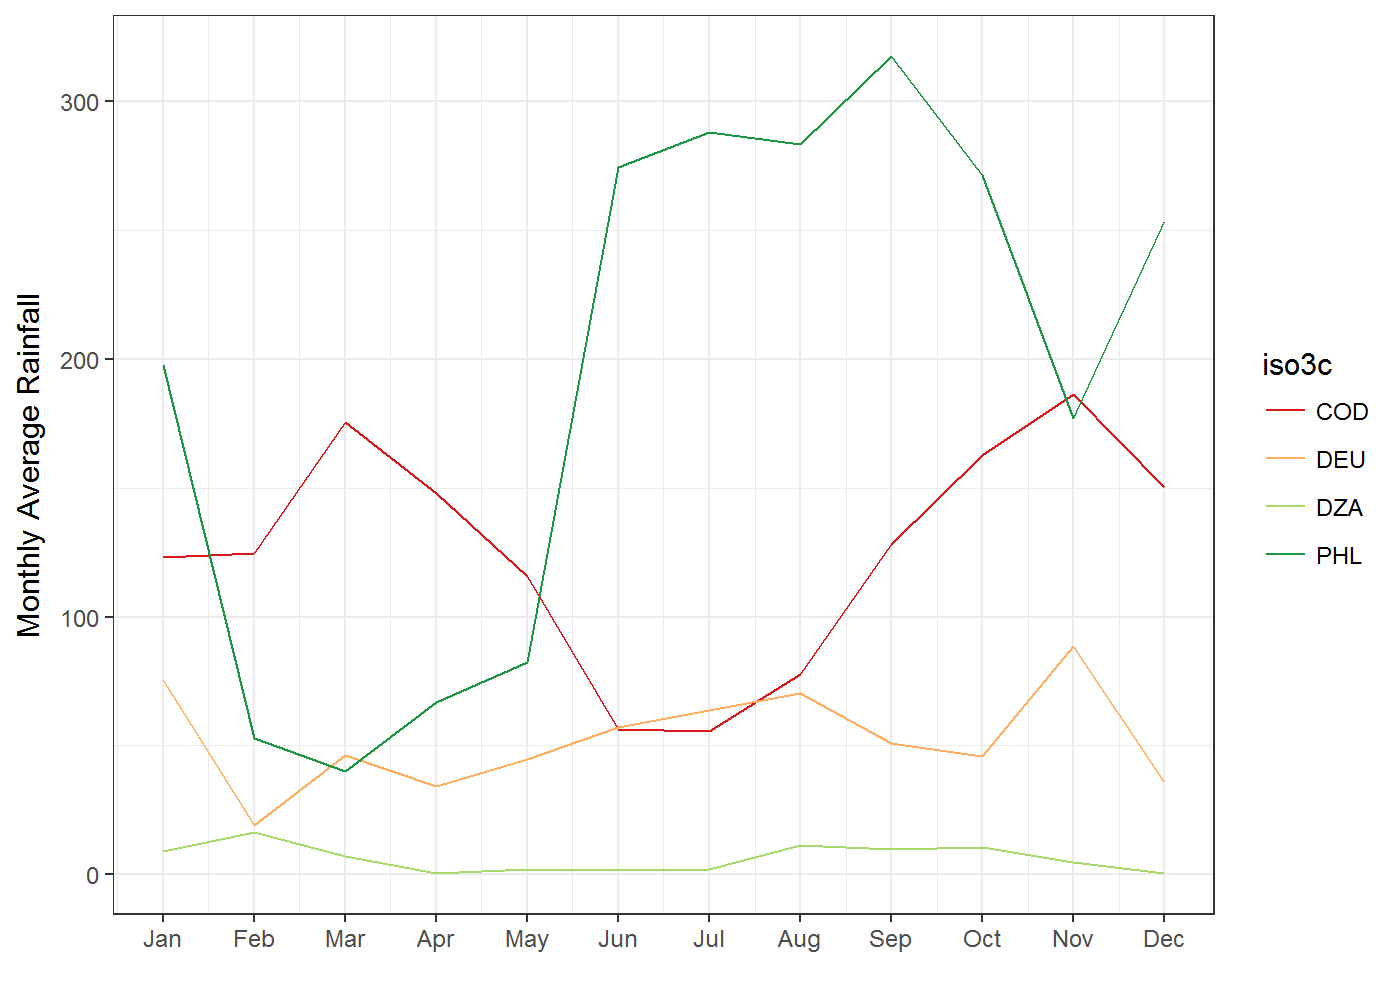 Monthly Average Rainfall
300
200
100
0
Jan Feb Mar Apr May Jun Jul Aug Sep Oct Nov Dec
iso3c
COD
DEU
DZA
PHL